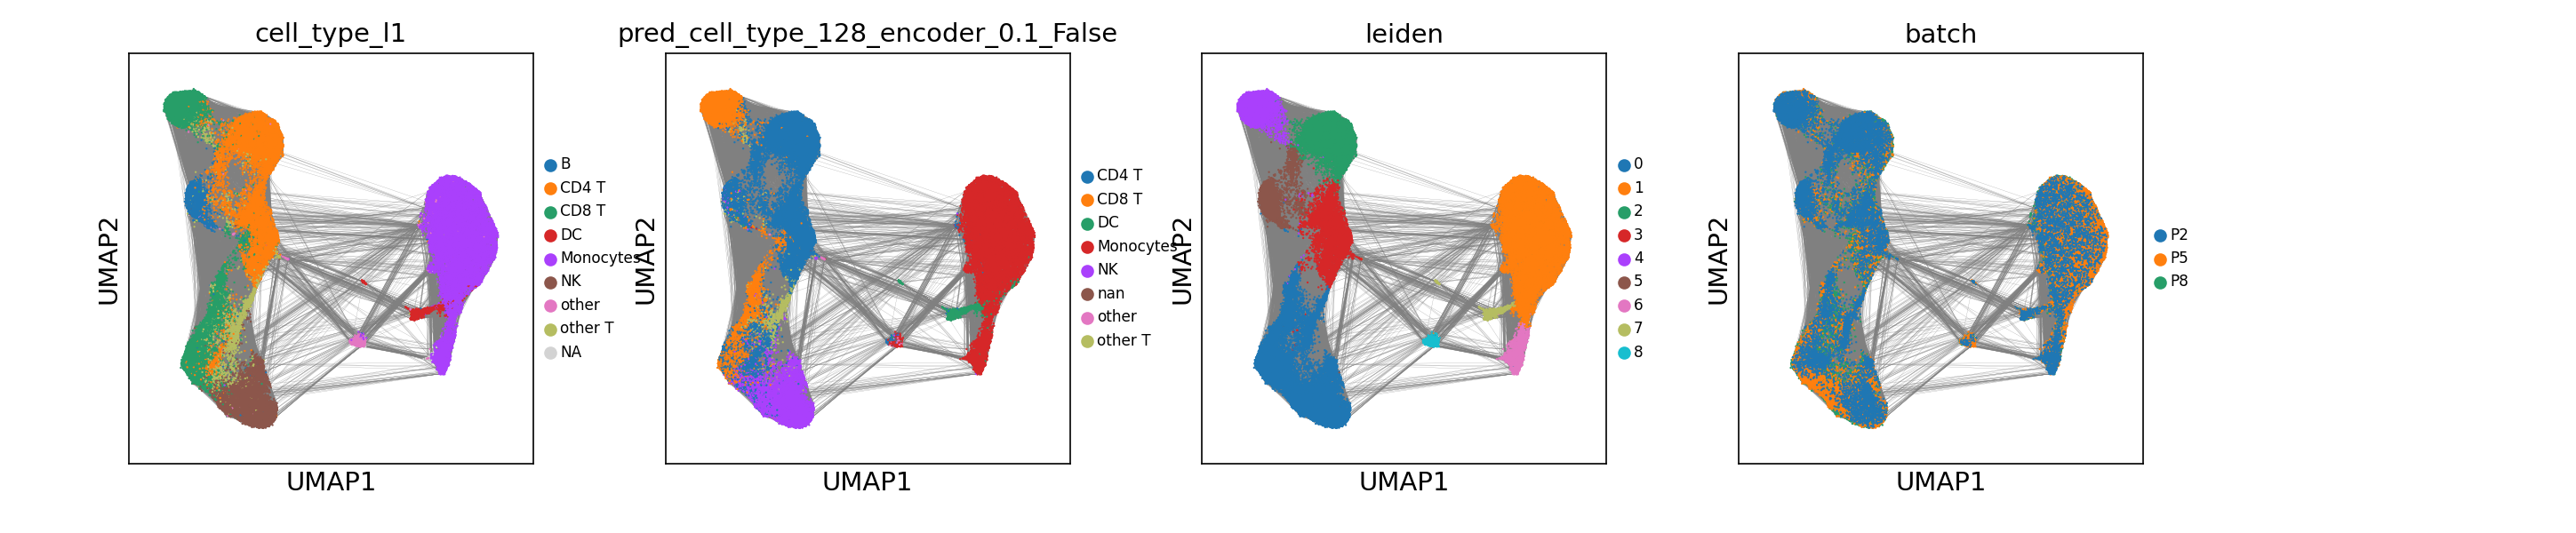 cell_type_l1
UMAP2
UMAP1
B
CD4 T
CD8 T
DC
Monocytes
NK
other
other T
NA
pred_cell_type_128_encoder_0.1_False
UMAP2
UMAP1
CD4 T
CD8 T
DC
Monocytes
NK
nan
other
other T
leiden
UMAP2
UMAP1
0
1
2
3
4
5
6
7
8
batch
UMAP2
UMAP1
P2
P5
P8